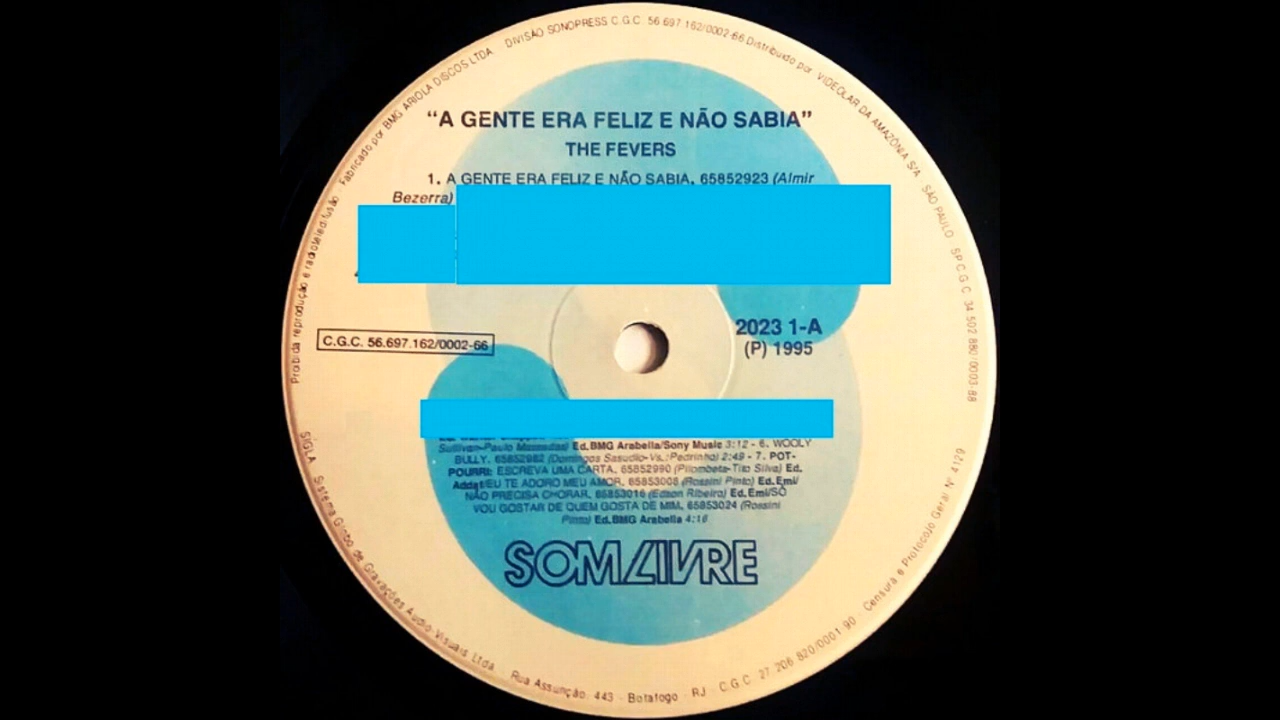 Fabricado por BMG ARIOLA DISCOS LTDA DIVISÃO SONOPRESS C.G.C. 56 697.162/0002-66 Distribuido por VIDEOLAR DA AMAZÔNIA S/A - SÃO PAULO SP C.G.C. 34 502 880/0003-88
Proibida reprodução e radioteledifusão
“A GENTE ERA FELIZ E NÃO SABIA”
THE FEVERS
1. A GENTE ERA FELIZ E NÃO SABIA, 65852923 (Almir
Bezerra)
C.G.C. 56.697.162/0002-66
2023 1-A
(P) 1995
Ed.BMG Arabella/Sony Music 3:12 - 6. WOOLY
BULLY, 65852982 (Domingos Sasudio-Vs.:Pedrinho) 2:49 - 7. POT-
POURRI: ESCREVA UMA CARTA, 65852990 (Pilombeta-Tito Silva) Ed.
Addaf/EU TE ADORO MEU AMOR, 65853008 (Rossini Pinto) Ed.Emi/
NÃO PRECISA CHORAR, 65853016 (Edson Ribeiro) Ed.Emi/SÓ
VOU GOSTAR DE QUEM GOSTA DE MIM, 65853024 (Rossini
Pinto) Ed.BMG Arabella 4:16
SOM LIVRE
SIGLA Sistema Globo de Gravações Audio Visuais Ltda Rua Assunção, 443 - Botafogo - RJ - C.G.C. 27 206 820/0001 90 - Censura e Protocolo Geral N° 4129